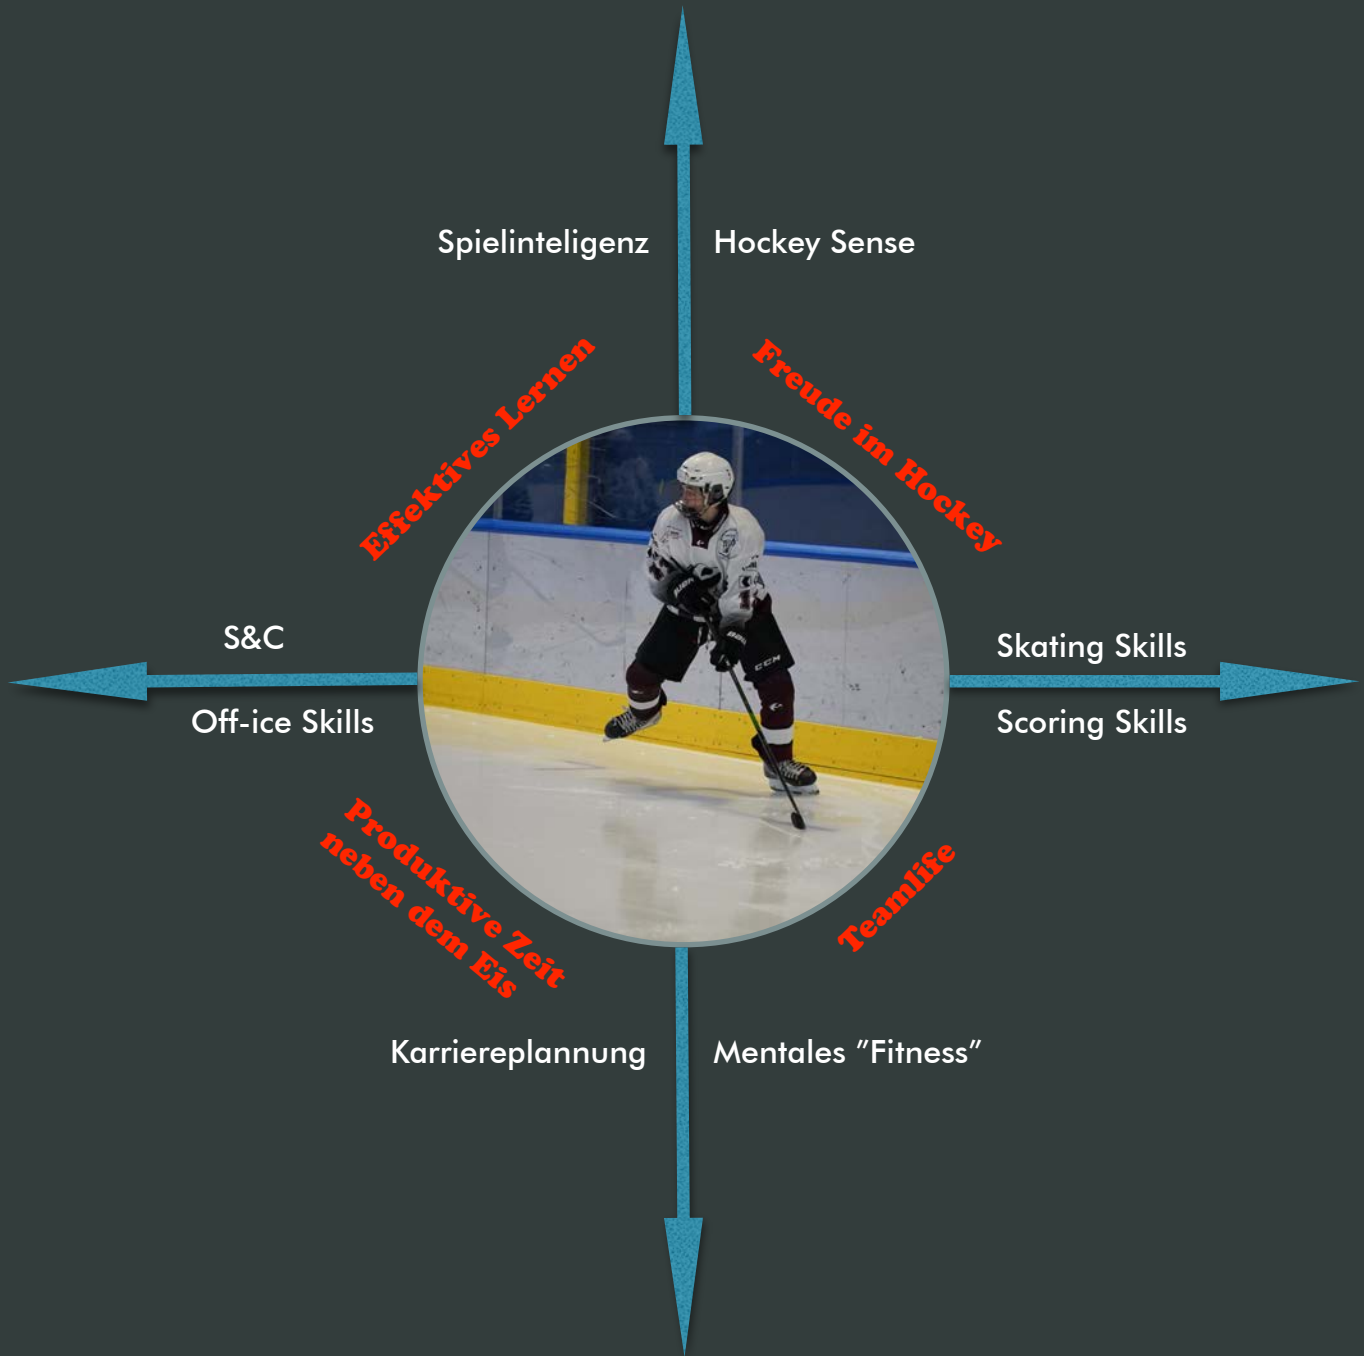 Spielinteligenz
Hockey Sense
Effektives Lernen
Freude im Hockey
S&C
Off-ice Skills
Skating Skills
Scoring Skills
CCM
Produktive Zeit
neben dem Eis
Teamlife
Karriereplannung
Mentales ”Fitness”